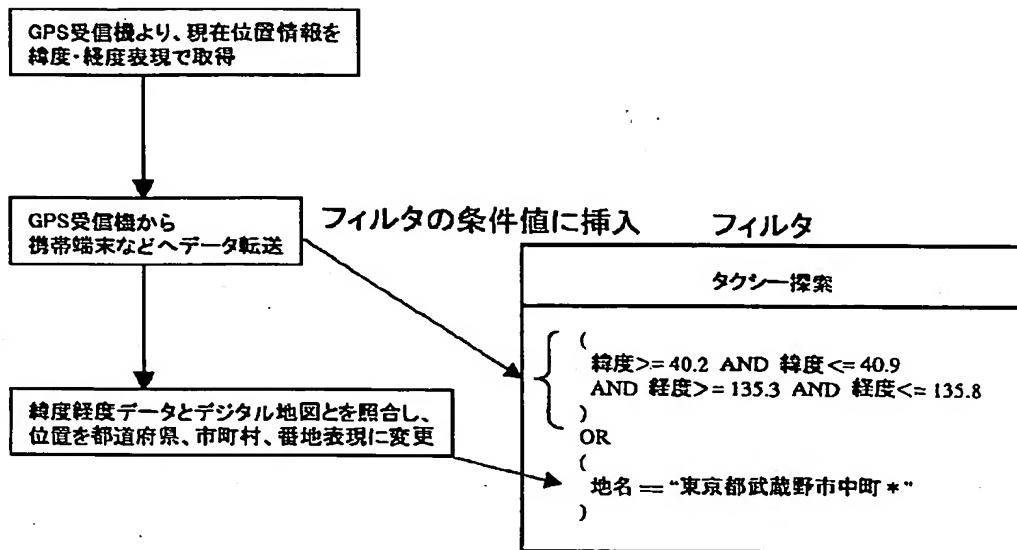 GPS受信機より、現在位置情報を
緯度・経度表現で取得
GPS受信機から
携帯端末などへデータ転送
フィルタの条件値に挿入
フィルタ
タクシー探索
(
緯度>= 40.2 AND 緯度<= 40.9
AND 経度>= 135.3 AND 経度<= 135.8
)
OR
(
地名 == “東京都武蔵野市中町＊”
)
緯度経度データとデジタル地図とを照合し、
位置を都道府県、市町村、番地表現に変更